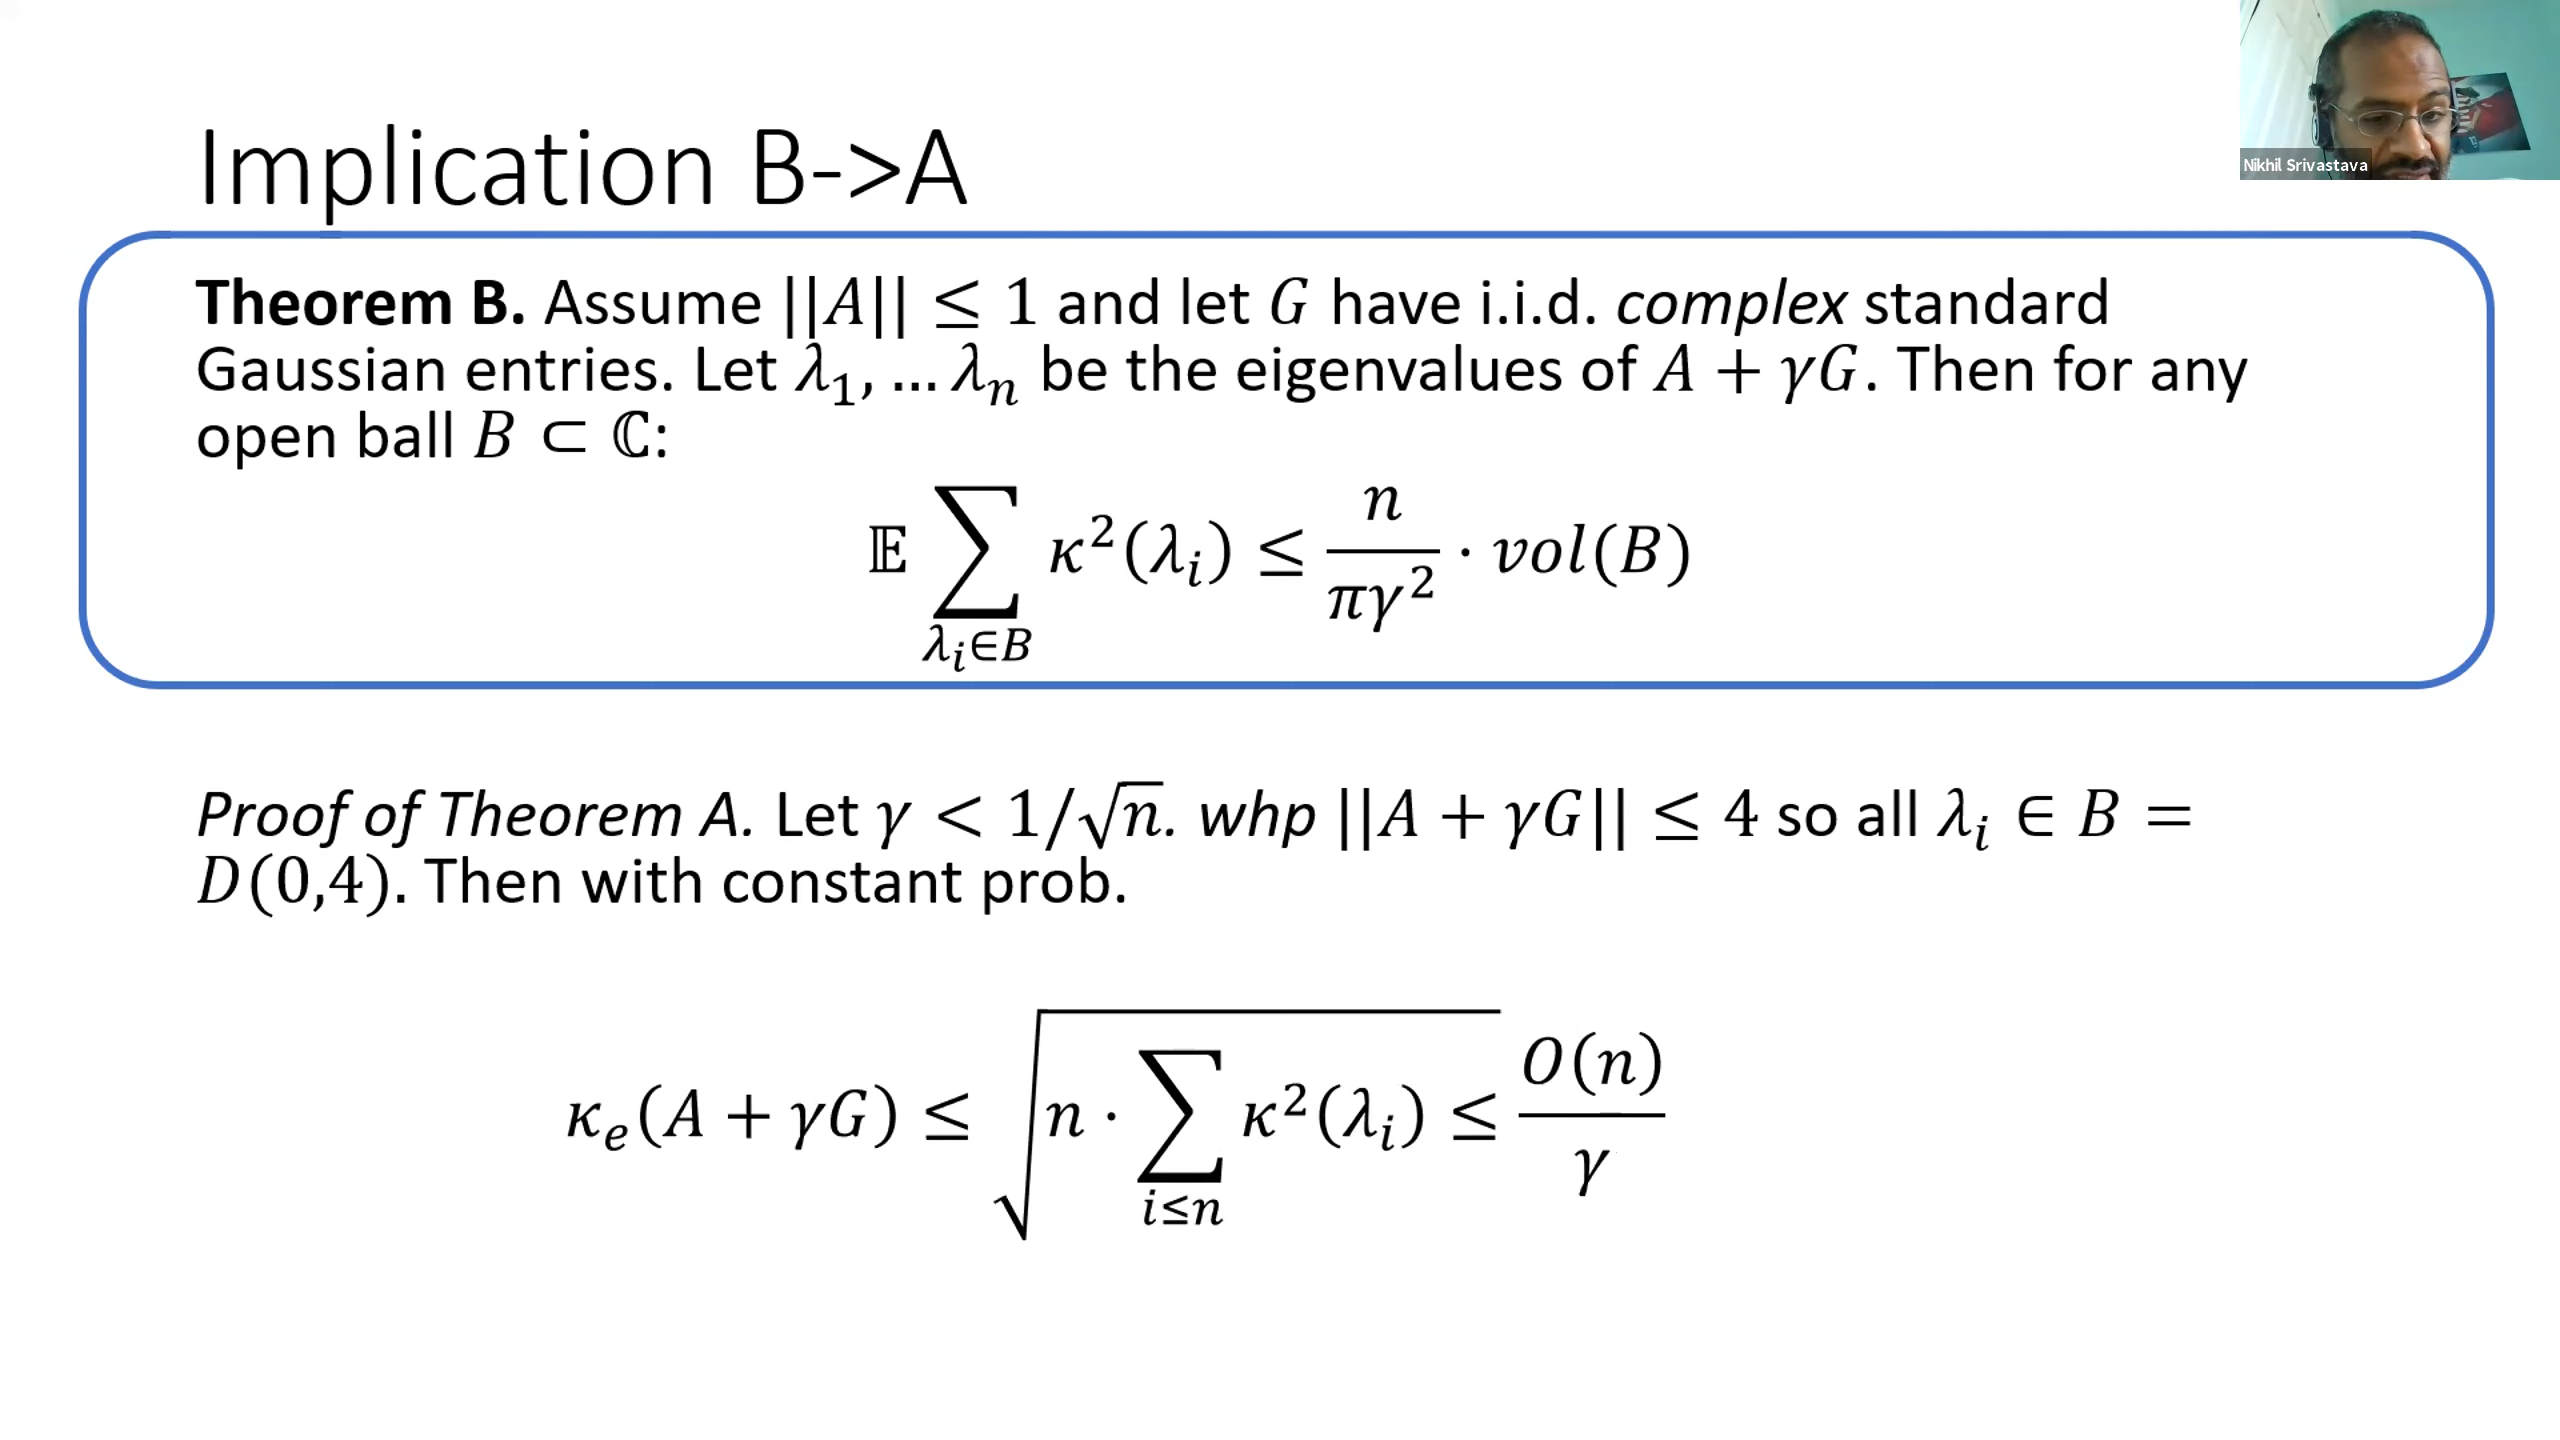 Nikhil Srivastava
Implication B->A
Theorem B. Assume ||𝐴|| ≤ 1 and let 𝐺 have i.i.d. complex standard
Gaussian entries. Let 𝜆₁, … 𝜆ₙ be the eigenvalues of 𝐴 + 𝛾𝐺. Then for any
open ball 𝐵 ⊂ ℂ:
𝔼 ∑_{𝜆ᵢ∈𝐵} 𝜅²(𝜆ᵢ) ≤ 𝑛/(𝜋𝛾²) · 𝑣𝑜𝑙(𝐵)
Proof of Theorem A. Let 𝛾 < 1/√𝑛. whp ||𝐴 + 𝛾𝐺|| ≤ 4 so all 𝜆ᵢ ∈ 𝐵 =
𝐷(0,4). Then with constant prob.
𝜅ₑ(𝐴 + 𝛾𝐺) ≤ √(𝑛 · ∑_{𝑖≤𝑛} 𝜅²(𝜆ᵢ)) ≤ 𝑂(𝑛)/𝛾